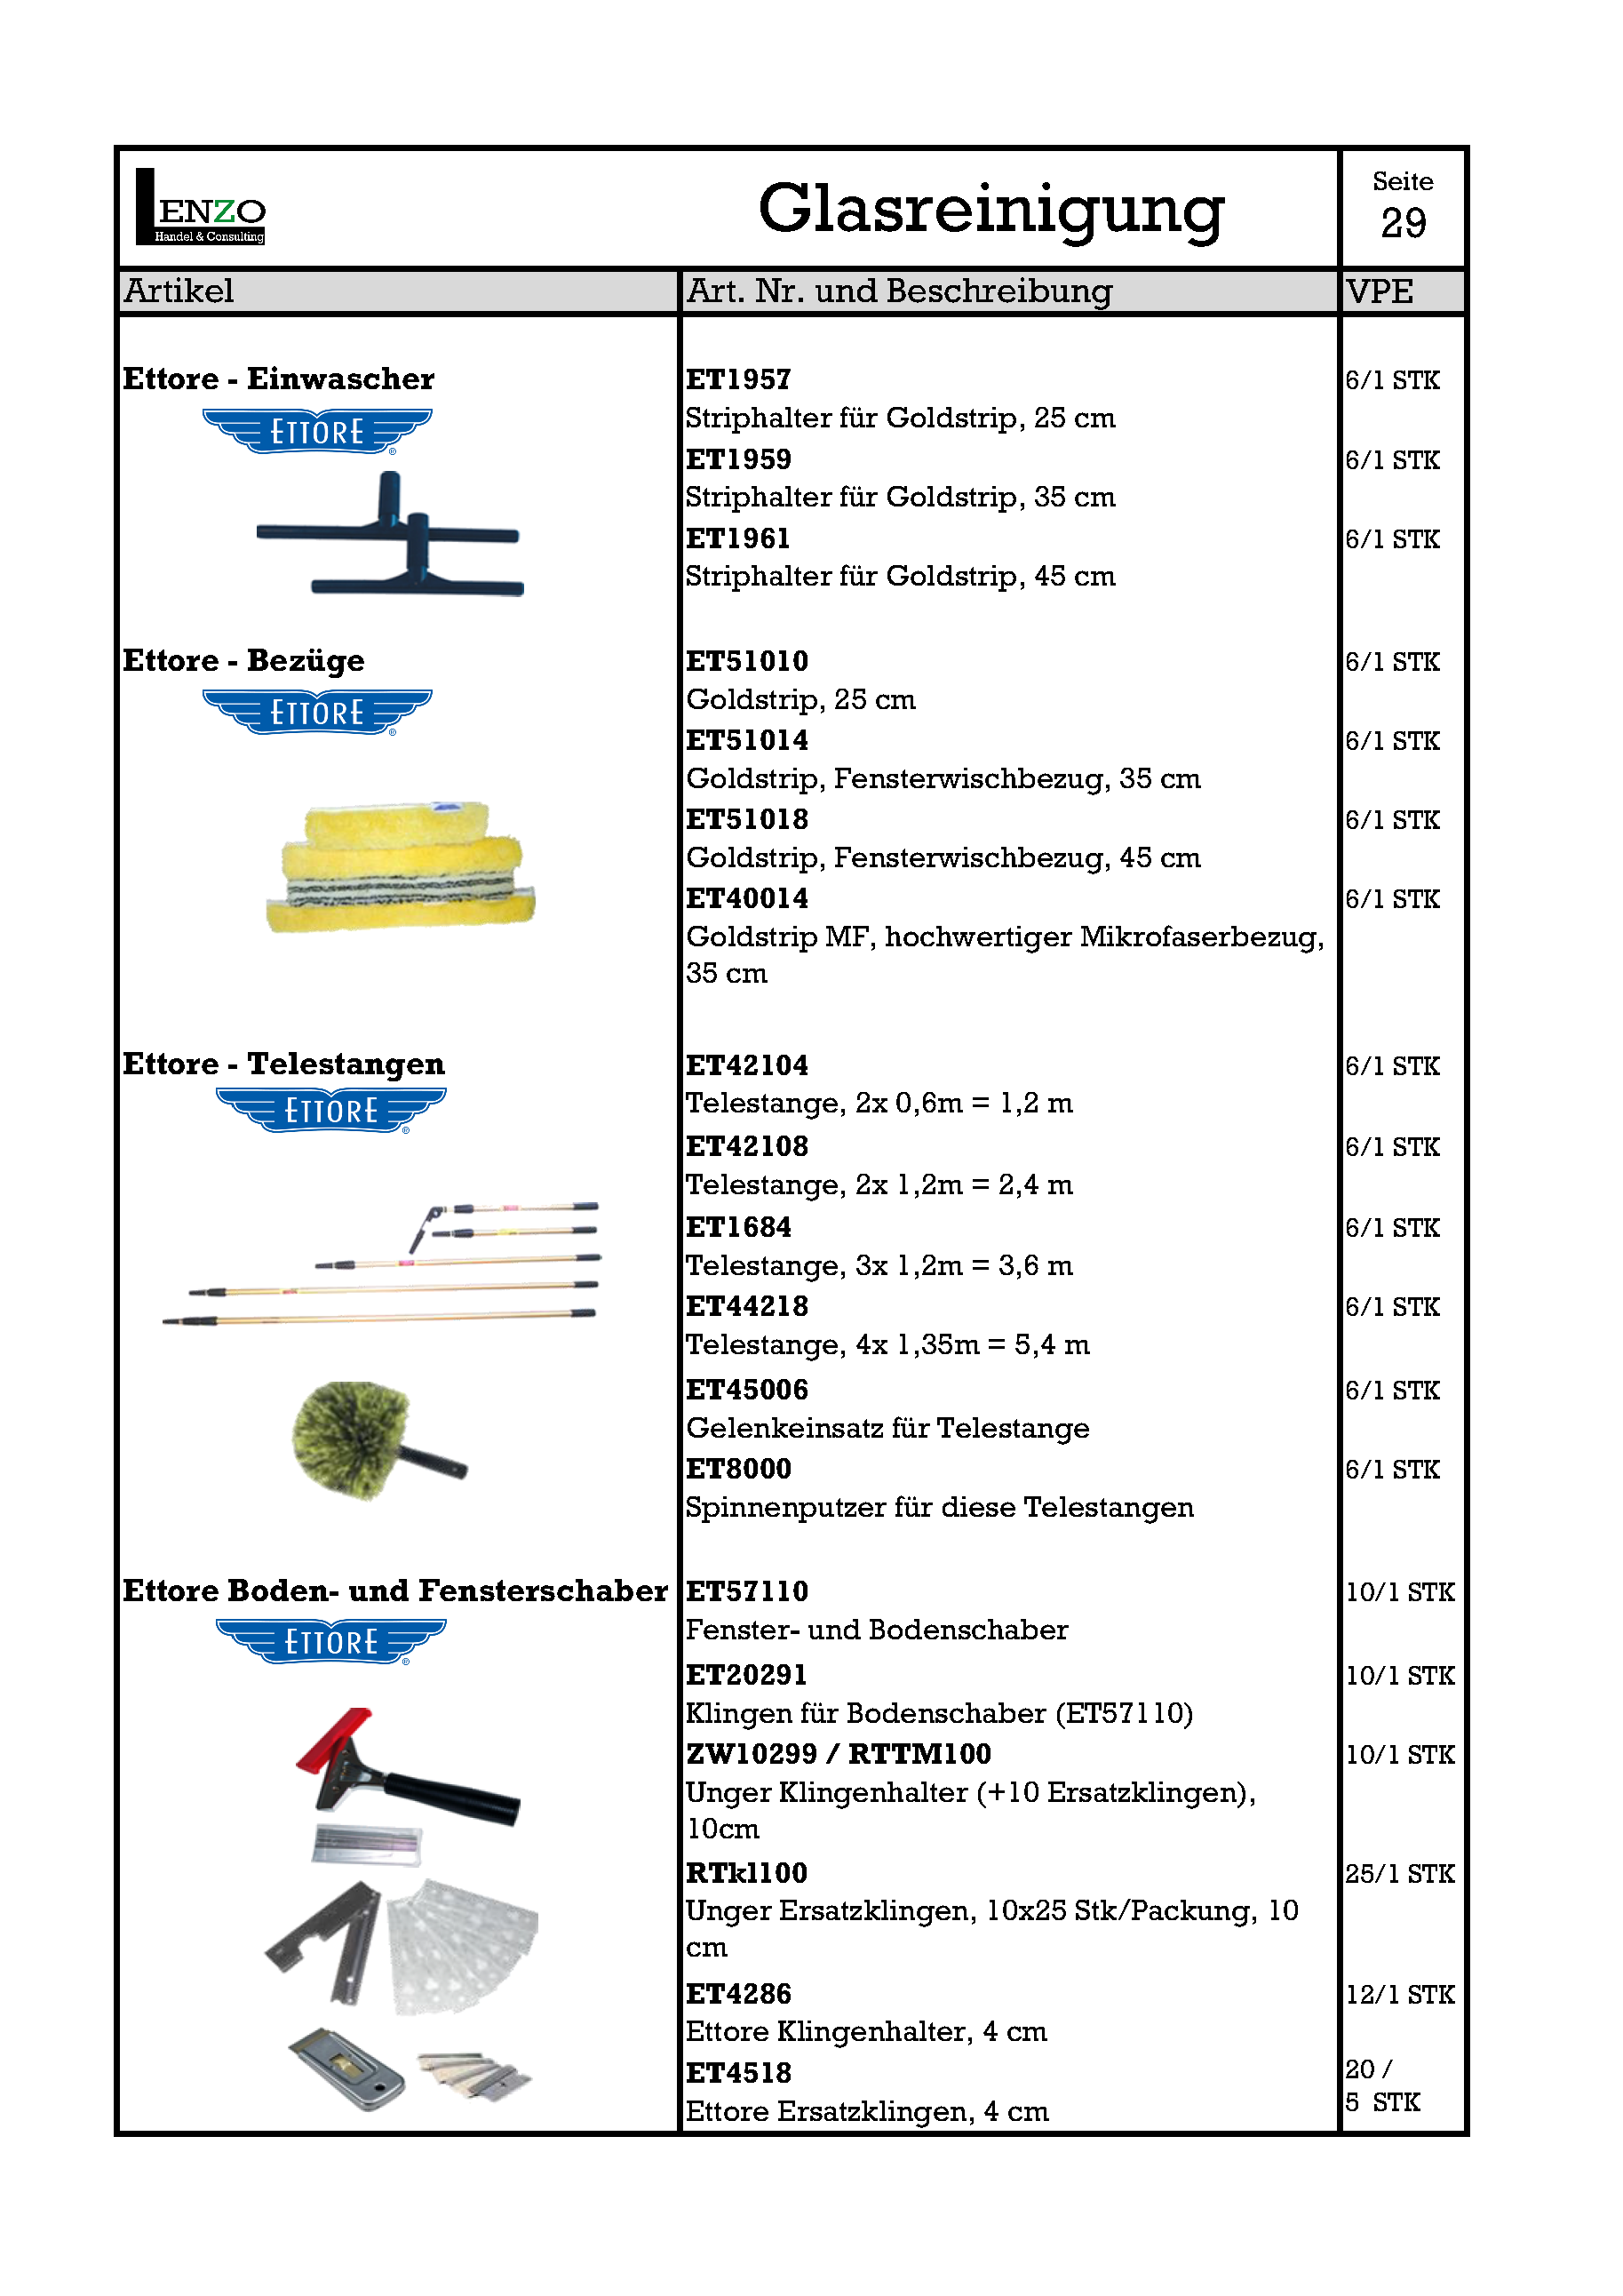 LENZO
Handel & Consulting
Glasreinigung
Seite
29
Artikel
Art. Nr. und Beschreibung
VPE
Ettore - Einwascher
ETTORE
®
ET1957
6/1 STK
Striphalter für Goldstrip, 25 cm
ET1959
6/1 STK
Striphalter für Goldstrip, 35 cm
ET1961
6/1 STK
Striphalter für Goldstrip, 45 cm
Ettore - Bezüge
ETTORE
®
ET51010
6/1 STK
Goldstrip, 25 cm
ET51014
6/1 STK
Goldstrip, Fensterwischbezug, 35 cm
ET51018
6/1 STK
Goldstrip, Fensterwischbezug, 45 cm
ET40014
6/1 STK
Goldstrip MF, hochwertiger Mikrofaserbezug,
35 cm
Ettore - Telestangen
ETTORE
®
ET42104
6/1 STK
Telestange, 2x 0,6m = 1,2 m
ET42108
6/1 STK
Telestange, 2x 1,2m = 2,4 m
ET1684
6/1 STK
Telestange, 3x 1,2m = 3,6 m
ET44218
6/1 STK
Telestange, 4x 1,35m = 5,4 m
ET45006
6/1 STK
Gelenkeinsatz für Telestange
ET8000
6/1 STK
Spinnenputzer für diese Telestangen
Ettore Boden- und Fensterschaber
ETTORE
®
ET57110
10/1 STK
Fenster- und Bodenschaber
ET20291
10/1 STK
Klingen für Bodenschaber (ET57110)
ZW10299 / RTTM100
10/1 STK
Unger Klingenhalter (+10 Ersatzklingen),
10cm
RTkl100
25/1 STK
Unger Ersatzklingen, 10x25 Stk/Packung, 10
cm
ET4286
12/1 STK
Ettore Klingenhalter, 4 cm
ET4518
20 /
5 STK
Ettore Ersatzklingen, 4 cm